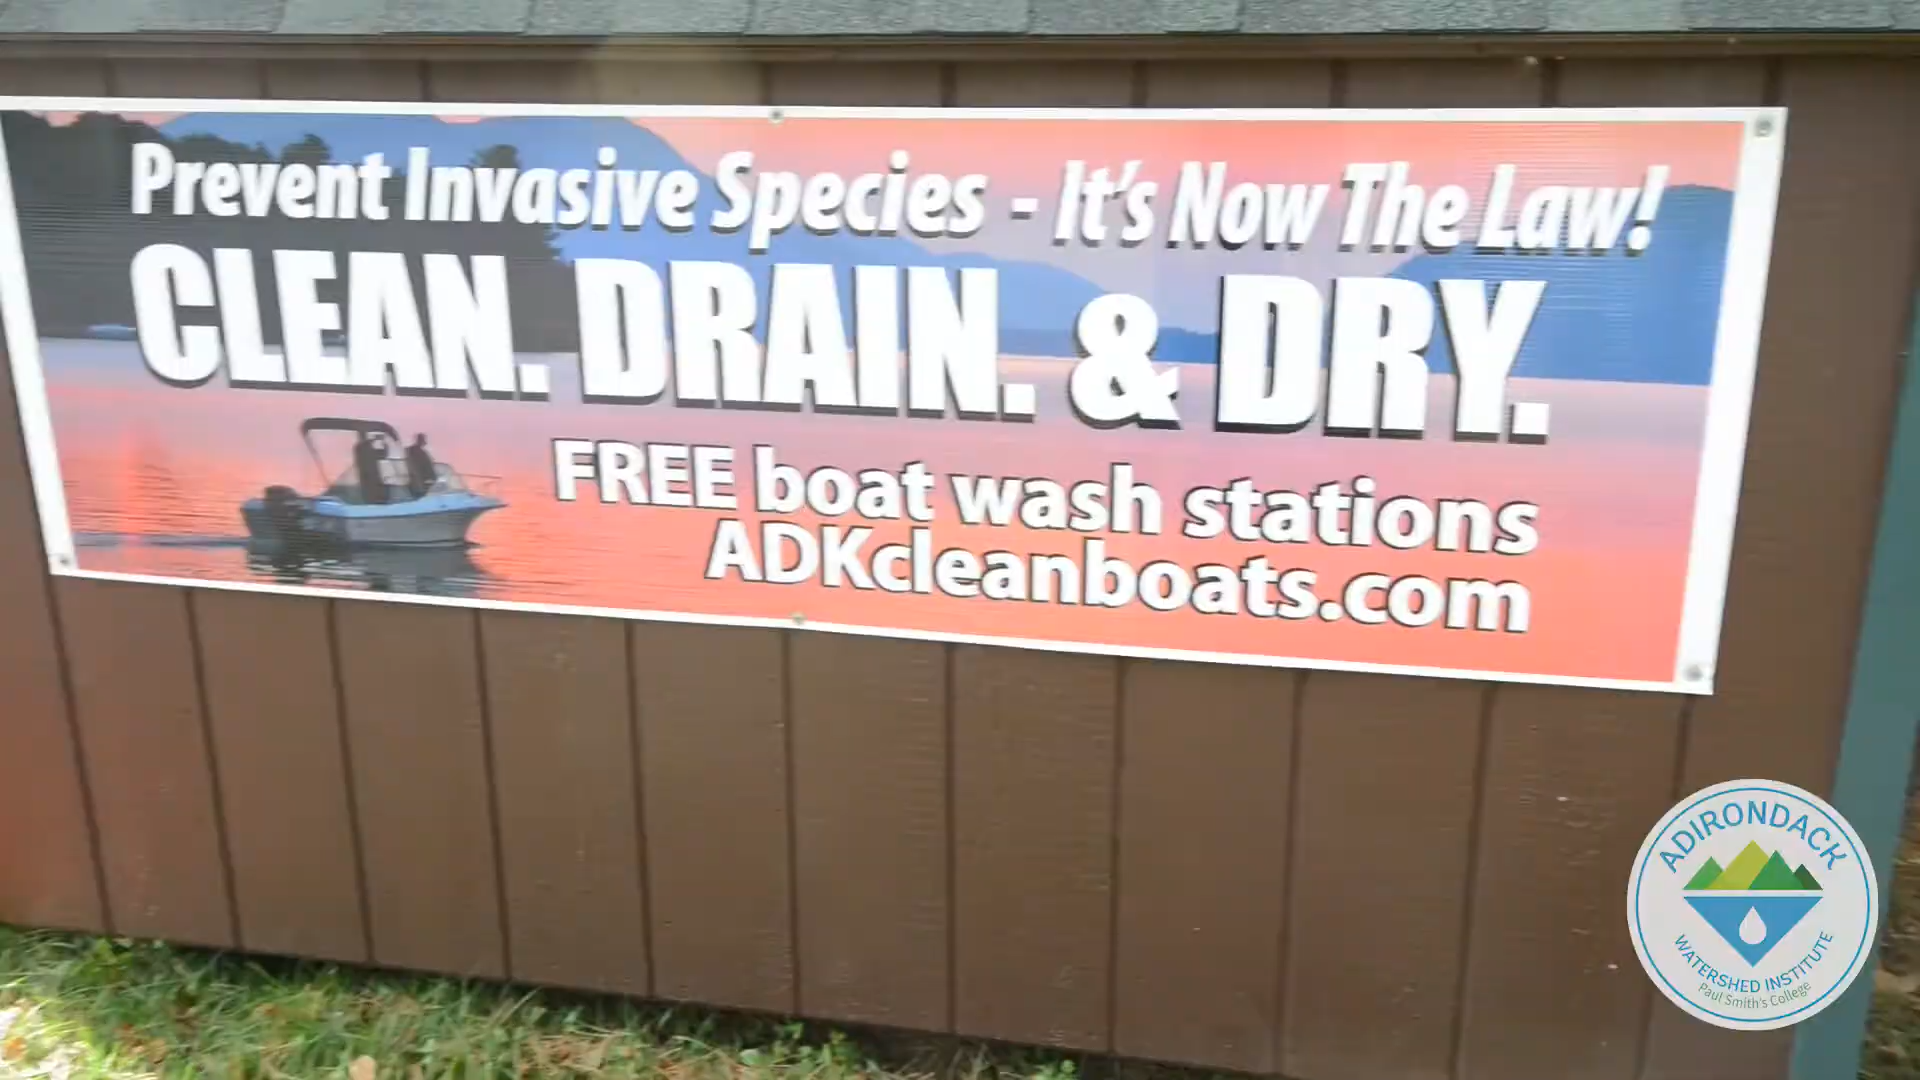 Prevent Invasive Species - It's Now The Law!
CLEAN. DRAIN. & DRY.
FREE boat wash stations
ADKcleanboats.com
ADIRONDACK
WATERSHED INSTITUTE
Paul Smith's College